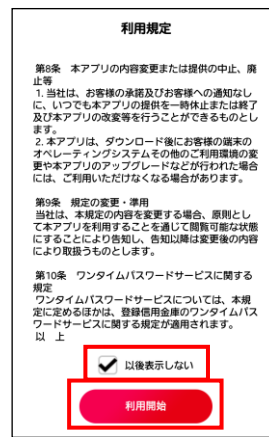 利用規定
第8条　本アプリの内容変更または提供の中止、廃
止等
1. 当社は、お客様の承諾及びお客様への通知なし
に、いつでも本アプリの提供を一時休止または終了
及び本アプリの改変等を行うことができるものとし
ます。
2. 本アプリは、ダウンロード後にお客様の端末の
オペレーティングシステムその他のご利用環境の変
更や本アプリのアップグレードなどが行われた場合
には、ご利用いただけなくなる場合があります。
第9条　規定の変更・準用
当社は、本規定の内容を変更する場合、原則とし
て本アプリを利用することを通じて閲覧可能な状態
にすることにより告知し、告知以降は変更後の内容
により取扱うものとします。
第10条　ワンタイムパスワードサービスに関する
規定
ワンタイムパスワードサービスについては、本規
定に定めるほかは、登録信用金庫のワンタイムパス
ワードサービスに関する規定が適用されます。
以　上
以後表示しない
利用開始